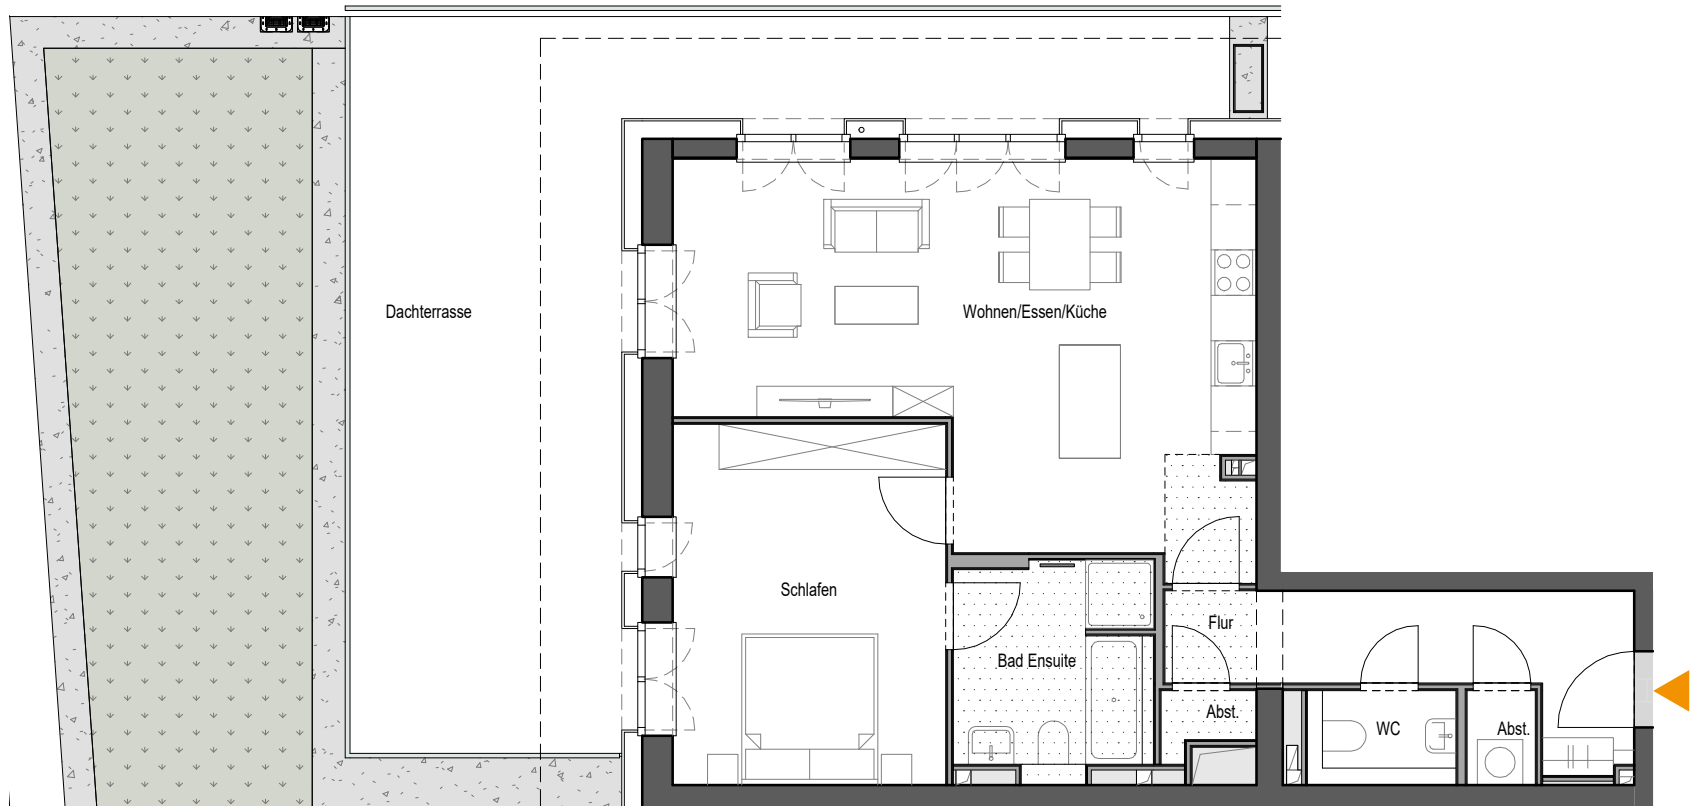 Dachterrasse
Wohnen/Essen/Küche
Schlafen
Flur
Bad Ensuite
Abst.
WC
Abst.